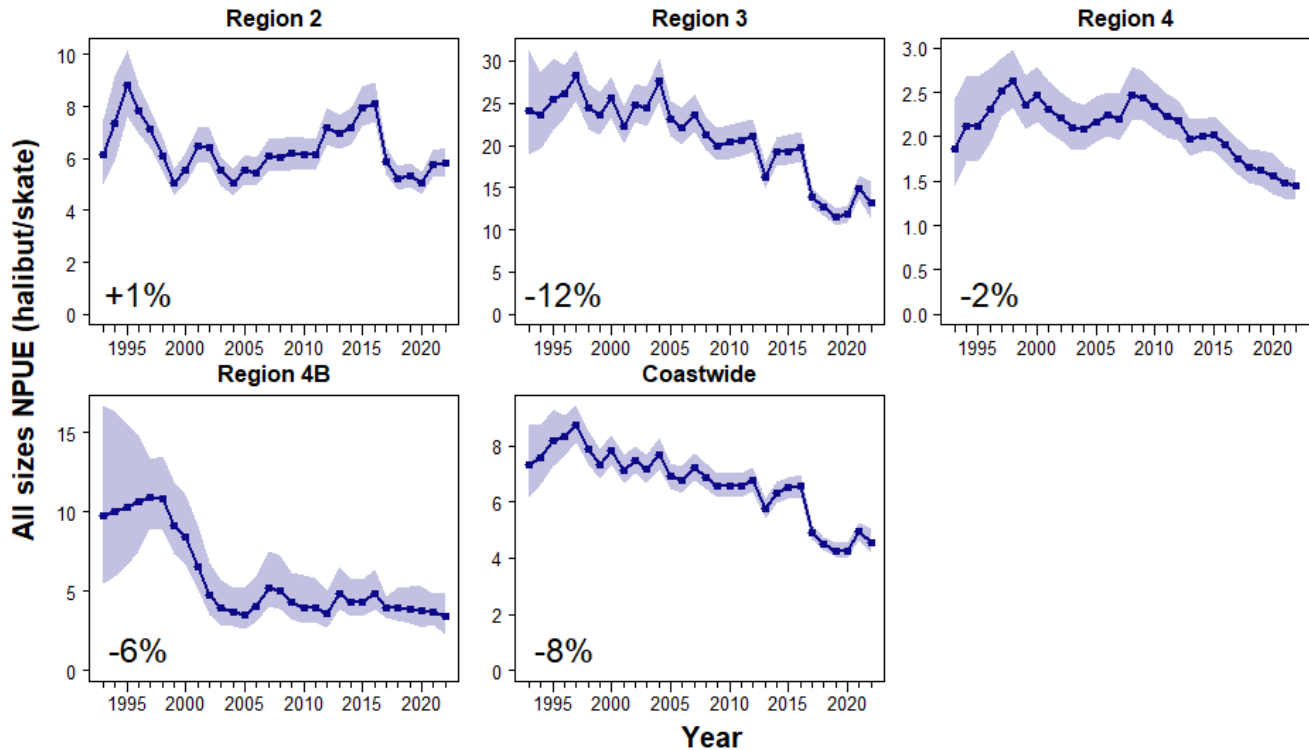 Region 2
Region 3
Region 4
10
8
6
4
2
0
+1%
1995 2000 2005 2010 2015 2020
30
25
20
15
10
5
0
-12%
1995 2000 2005 2010 2015 2020
3.0
2.5
2.0
1.5
1.0
0.5
0.0
-2%
1995 2000 2005 2010 2015 2020
Region 4B
Coastwide
15
10
5
0
-6%
1995 2000 2005 2010 2015 2020
8
6
4
2
0
-8%
1995 2000 2005 2010 2015 2020
All sizes NPUE (halibut/skate)
Year